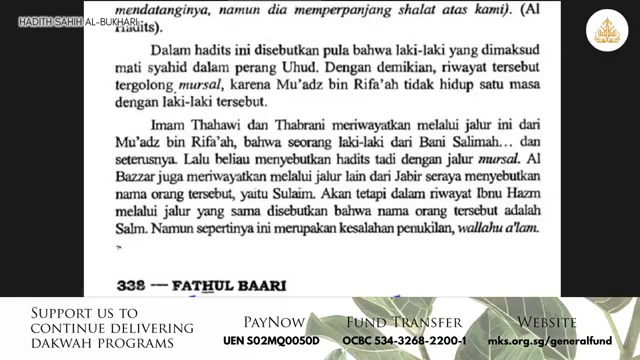 mendatanginya, namun dia memperpanjang shalat atas kami). (Al
HADITH SAHIH AL-BUKHARI
Hadits).
Dalam hadits ini disebutkan pula bahwa laki-laki yang dimaksud
mati syahid dalam perang Uhud. Dengan demikian, riwayat tersebut
tergolong mursal, karena Mu'adz bin Rifa'ah tidak hidup satu masa
dengan laki-laki tersebut.
Imam Thahawi dan Thabrani meriwayatkan melalui jalur ini dari
Mu'adz bin Rifa'ah, bahwa seorang laki-laki dari Bani Salimah... dan
seterusnya. Lalu beliau menyebutkan hadits tadi dengan jalur mursal. Al
Bazzar juga meriwayatkan melalui jalur lain dari Jabir seraya menyebutkan
nama orang tersebut, yaitu Sulaim. Akan tetapi dalam riwayat Ibnu Hazm
melalui jalur yang sama disebutkan bahwa nama orang tersebut adalah
Salm. Namun sepertinya ini merupakan kesalahan penukilan, wallahu a'lam.
338 — FATHUL BAARI
SUPPORT US TO
CONTINUE DELIVERING
DAKWAH PROGRAMS
PAYNOW
UEN S02MQ0050D
FUND TRANSFER
OCBC 534-3268-2200-1
WEBSITE
mks.org.sg/generalfund